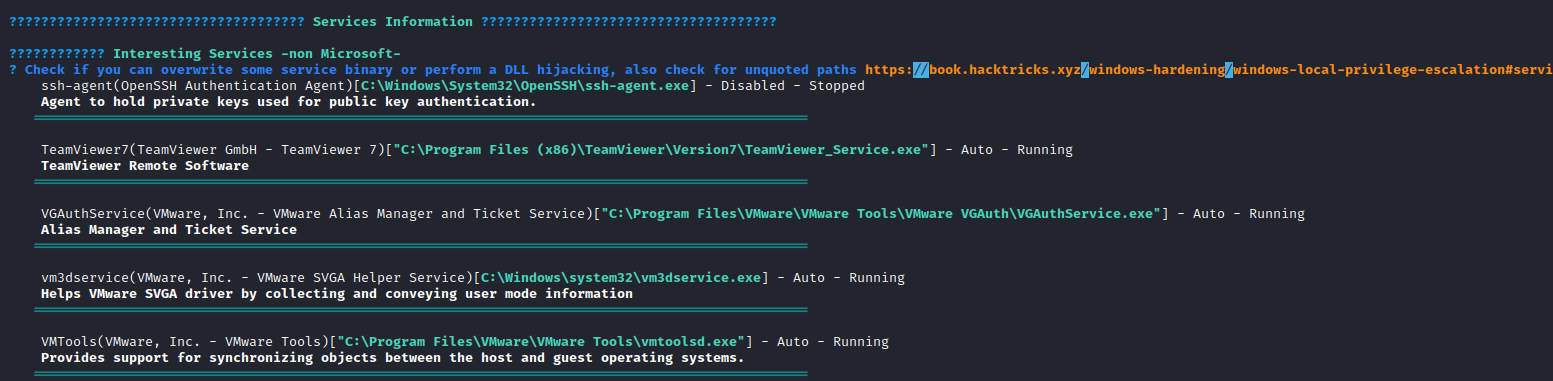 ????????????????????????????????????? Services Information ?????????????????????????????????????
???????????? Interesting Services -non Microsoft-
? Check if you can overwrite some service binary or perform a DLL hijacking, also check for unquoted paths https://book.hacktricks.xyz/windows-hardening/windows-local-privilege-escalation#servi
ssh-agent(OpenSSH Authentication Agent)[C:\Windows\System32\OpenSSH\ssh-agent.exe] - Disabled - Stopped
Agent to hold private keys used for public key authentication.
TeamViewer7(TeamViewer GmbH - TeamViewer 7)["C:\Program Files (x86)\TeamViewer\Version7\TeamViewer_Service.exe"] - Auto - Running
TeamViewer Remote Software
VGAuthService(VMware, Inc. - VMware Alias Manager and Ticket Service)["C:\Program Files\VMware\VMware Tools\VMware VGAuth\VGAuthService.exe"] - Auto - Running
Alias Manager and Ticket Service
vm3dservice(VMware, Inc. - VMware SVGA Helper Service)[C:\Windows\system32\vm3dservice.exe] - Auto - Running
Helps VMware SVGA driver by collecting and conveying user mode information
VMTools(VMware, Inc. - VMware Tools)["C:\Program Files\VMware\VMware Tools\vmtoolsd.exe"] - Auto - Running
Provides support for synchronizing objects between the host and guest operating systems.